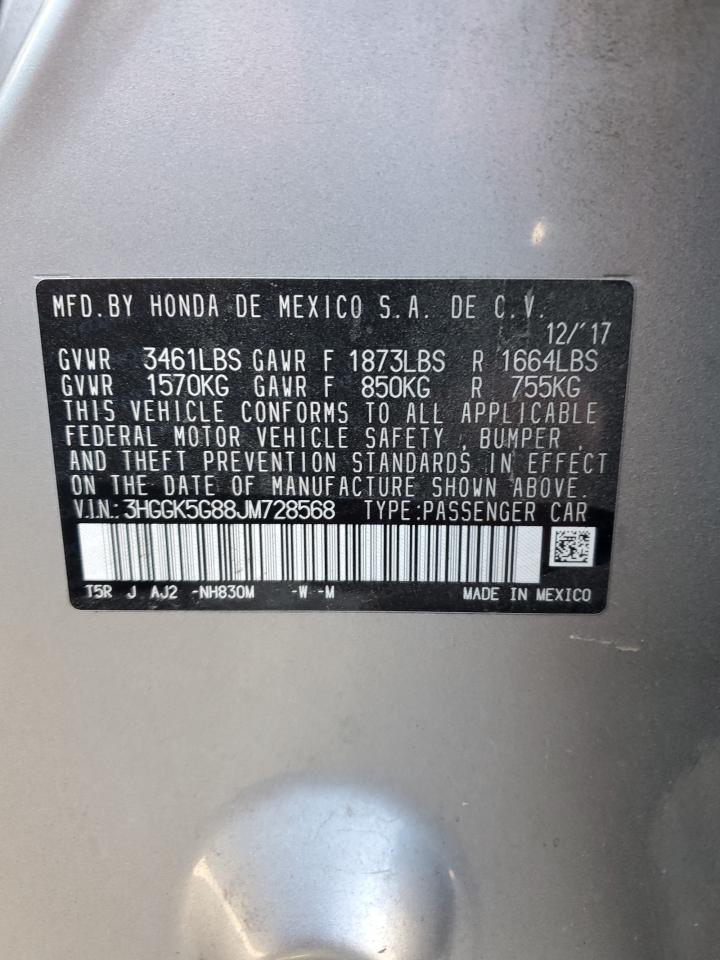 MFD.BY HONDA DE MEXICO S.A. DE C.V.
12/'17
GVWR 3461LBS GAWR F 1873LBS R 1664LBS
GVWR 1570KG GAWR F 850KG R 755KG
THIS VEHICLE CONFORMS TO ALL APPLICABLE
FEDERAL MOTOR VEHICLE SAFETY , BUMPER ,
AND THEFT PREVENTION STANDARDS IN EFFECT
ON THE DATE OF MANUFACTURE SHOWN ABOVE.
V.I.N.: 3HGGK5G88JM728568 TYPE:PASSENGER CAR
T5R J AJ2 -NH830M -W -M MADE IN MEXICO